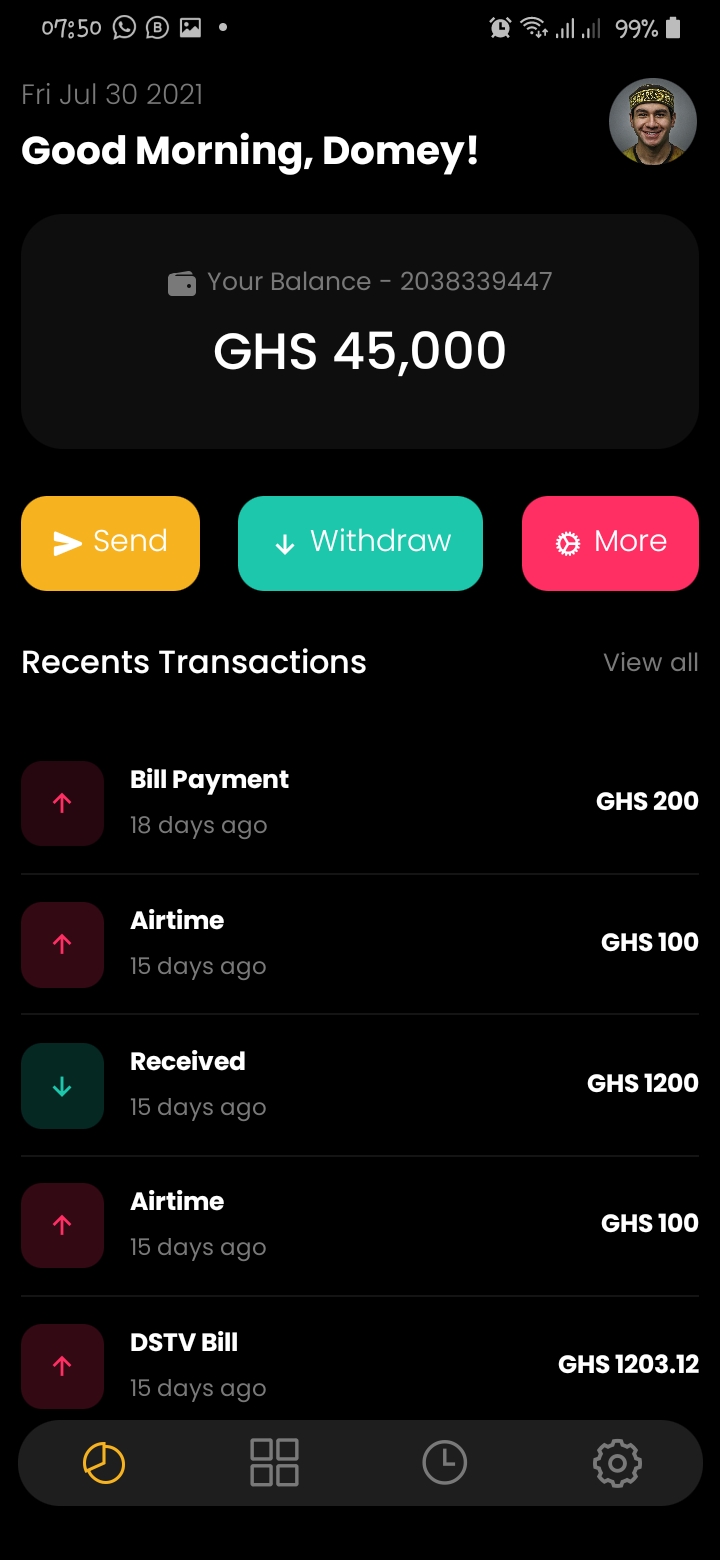 07:50 99%
Fri Jul 30 2021
Good Morning, Domey!
Your Balance - 2038339447
GHS 45,000
Send Withdraw More
Recents Transactions View all
Bill Payment
18 days ago
GHS 200
Airtime
15 days ago
GHS 100
Received
15 days ago
GHS 1200
Airtime
15 days ago
GHS 100
DSTV Bill
15 days ago
GHS 1203.12